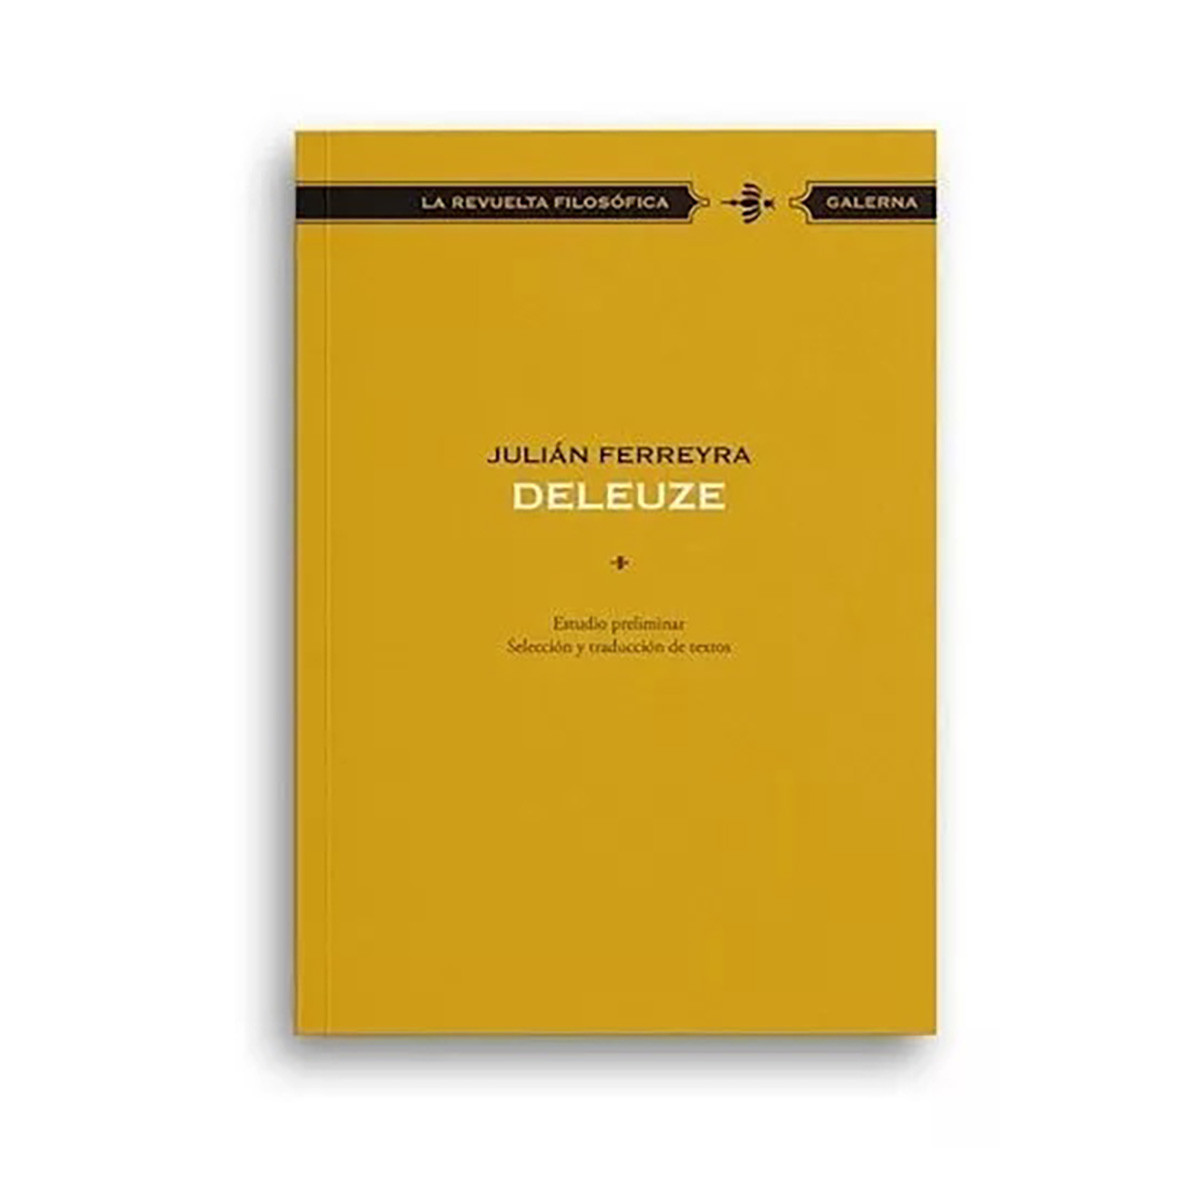 LA REVUELTA FILOSÓFICA GALERNA
JULIÁN FERREYRA
DELEUZE
Estudio preliminar
Selección y traducción de textos